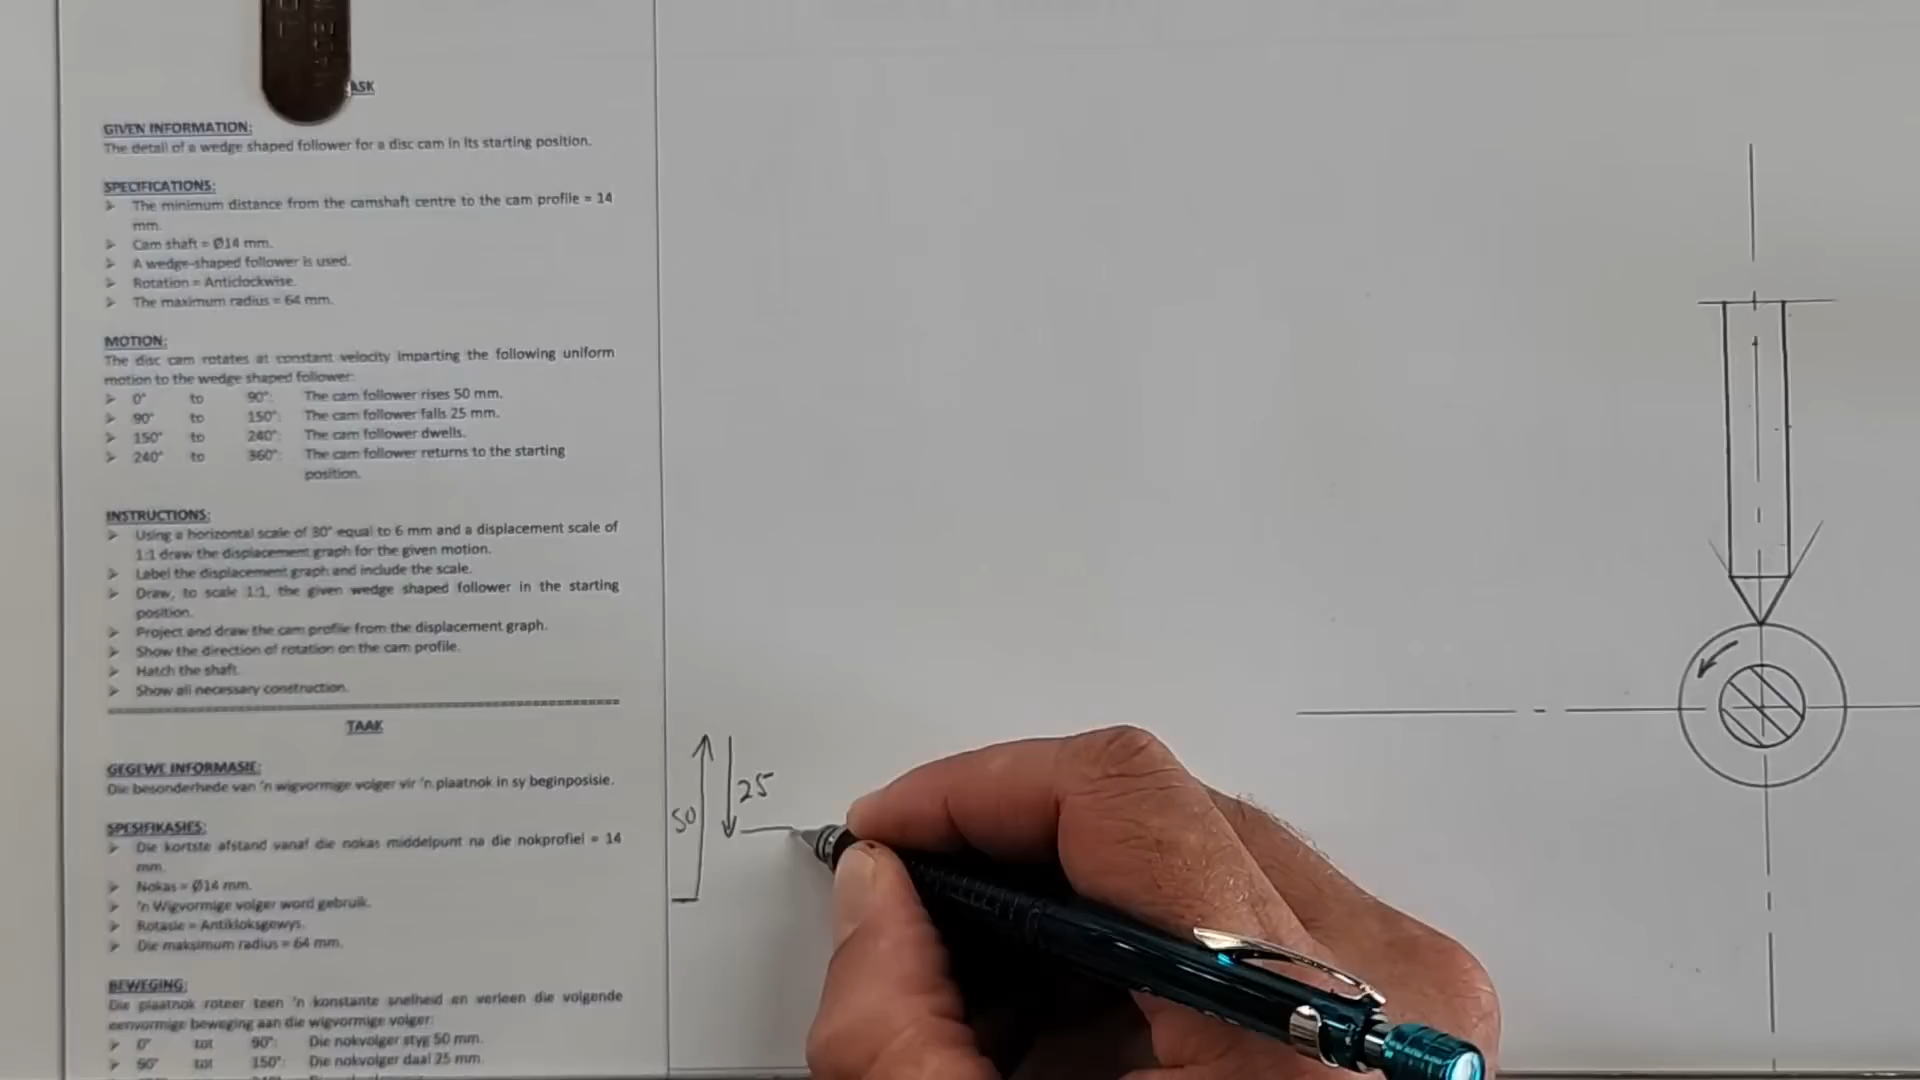 ASK
GIVEN INFORMATION:
The detail of a wedge shaped follower for a disc cam in its starting position.
SPECIFICATIONS:
➢ The minimum distance from the camshaft centre to the cam profile = 14
mm.
➢ Cam shaft = Ø14 mm.
➢ A wedge-shaped follower is used.
➢ Rotation = Anticlockwise.
➢ The maximum radius = 64 mm.
MOTION:
The disc cam rotates at constant velocity imparting the following uniform
motion to the wedge shaped follower:
➢ 0° to 90°: The cam follower rises 50 mm.
➢ 90° to 150°: The cam follower falls 25 mm.
➢ 150° to 240°: The cam follower dwells.
➢ 240° to 360°: The cam follower returns to the starting
position.
INSTRUCTIONS:
➢ Using a horizontal scale of 30° equal to 6 mm and a displacement scale of
1:1 draw the displacement graph for the given motion.
➢ Label the displacement graph and include the scale.
➢ Draw, to scale 1:1, the given wedge shaped follower in the starting
position.
➢ Project and draw the cam profile from the displacement graph.
➢ Show the direction of rotation on the cam profile.
➢ Hatch the shaft.
➢ Show all necessary construction.
TAAK
GEGEWE INFORMASIE:
Die besonderhede van 'n wigvormige volger vir 'n plaatnok in sy beginposisie.
SPESIFIKASIES:
➢ Die kortste afstand vanaf die nokas middelpunt na die nokprofiel = 14
mm.
➢ Nokas = Ø14 mm.
➢ 'n Wigvormige volger word gebruik.
➢ Rotasie = Antikloksgewys.
➢ Die maksimum radius = 64 mm.
BEWEGING:
Die plaatnok roteer teen 'n konstante snelheid en verleen die volgende
eenvormige beweging aan die wigvormige volger:
➢ 0° tot 90°: Die nokvolger styg 50 mm.
➢ 90° tot 150°: Die nokvolger daal 25 mm.
50
25